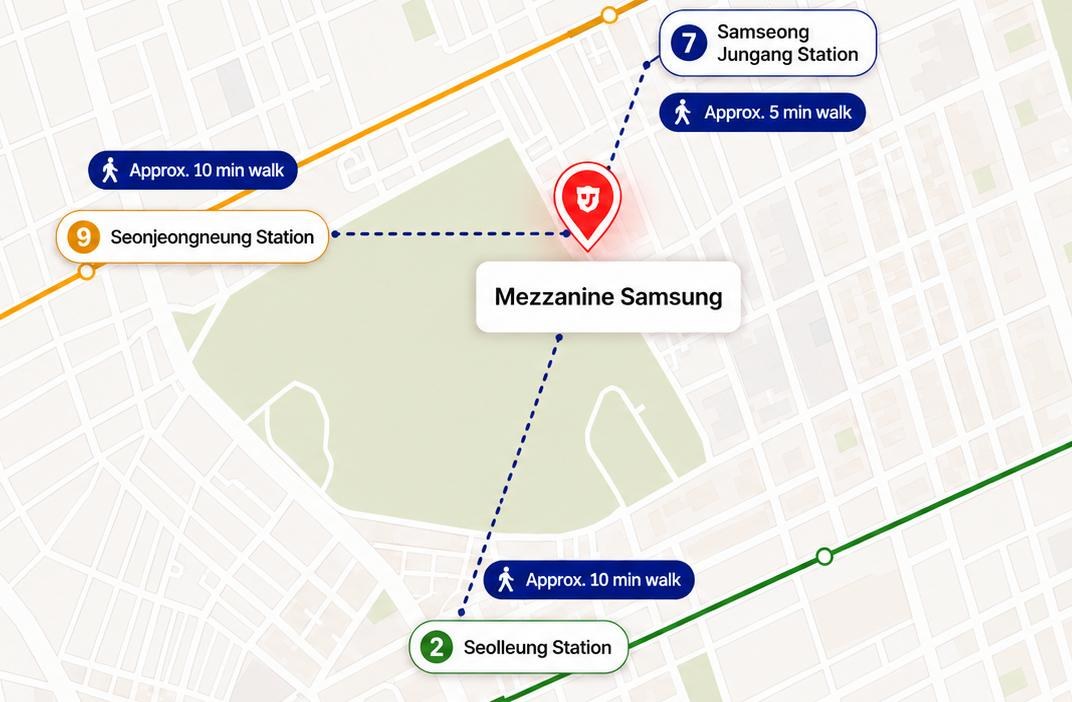 7
Samseong
Jungang Station
Approx. 5 min walk
Approx. 10 min walk
9
Seonjeongneung Station
Mezzanine Samsung
Approx. 10 min walk
2
Seolleung Station